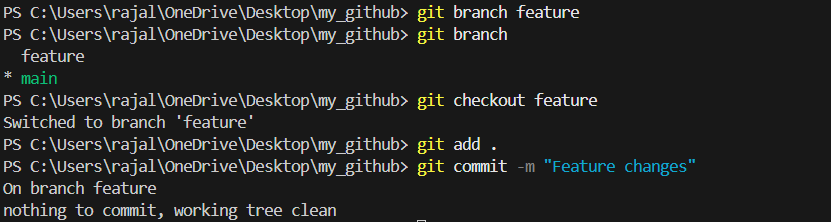 PS C:\Users\rajal\OneDrive\Desktop\my_github> git branch feature
PS C:\Users\rajal\OneDrive\Desktop\my_github> git branch
  feature
* main
PS C:\Users\rajal\OneDrive\Desktop\my_github> git checkout feature
Switched to branch 'feature'
PS C:\Users\rajal\OneDrive\Desktop\my_github> git add .
PS C:\Users\rajal\OneDrive\Desktop\my_github> git commit -m "Feature changes"
On branch feature
nothing to commit, working tree clean